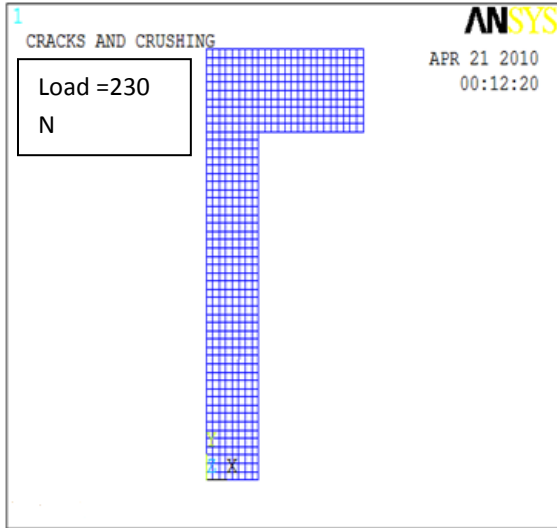 1
ANSYS
CRACKS AND CRUSHING
APR 21 2010
00:12:20
Load =230
N
Y
Z X